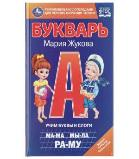 БУКВАРЬ
Мария Жукова
А
УЧИМ БУКВЫ И СЛОГИ
МА-МА МЫ-ЛА
РА-МУ